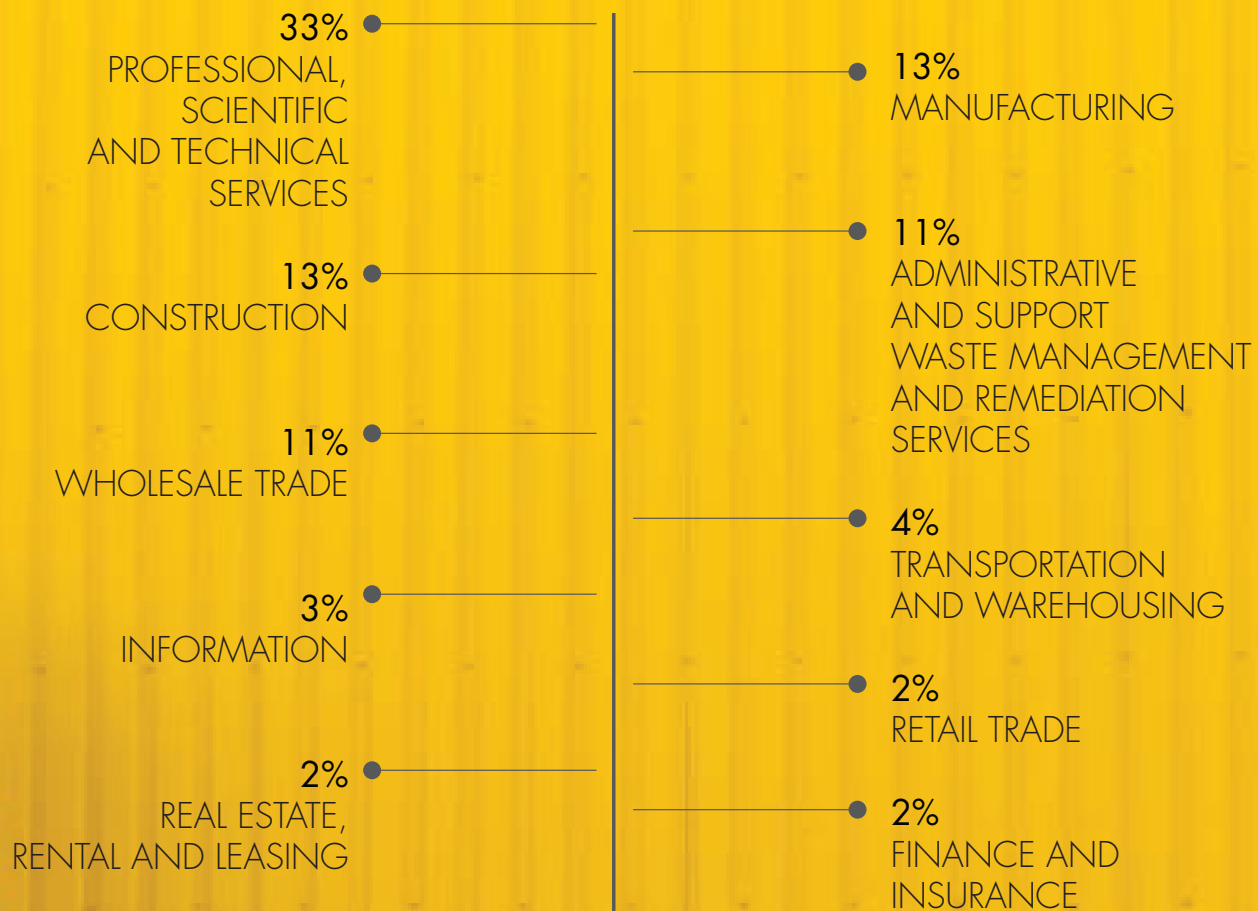 33%
PROFESSIONAL,
SCIENTIFIC
AND TECHNICAL
SERVICES
13%
MANUFACTURING
13%
CONSTRUCTION
11%
ADMINISTRATIVE
AND SUPPORT
WASTE MANAGEMENT
AND REMEDIATION
SERVICES
11%
WHOLESALE TRADE
4%
TRANSPORTATION
AND WAREHOUSING
3%
INFORMATION
2%
RETAIL TRADE
2%
REAL ESTATE,
RENTAL AND LEASING
2%
FINANCE AND
INSURANCE